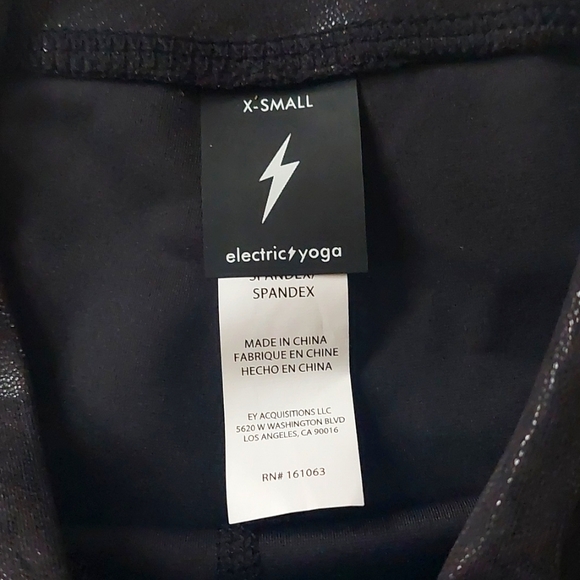 X-SMALL
electric yoga
SPANDEX/
SPANDEX
MADE IN CHINA
FABRIQUE EN CHINE
HECHO EN CHINA
EY ACQUISITIONS LLC
5620 W WASHINGTON BLVD
LOS ANGELES, CA 90016
RN# 161063